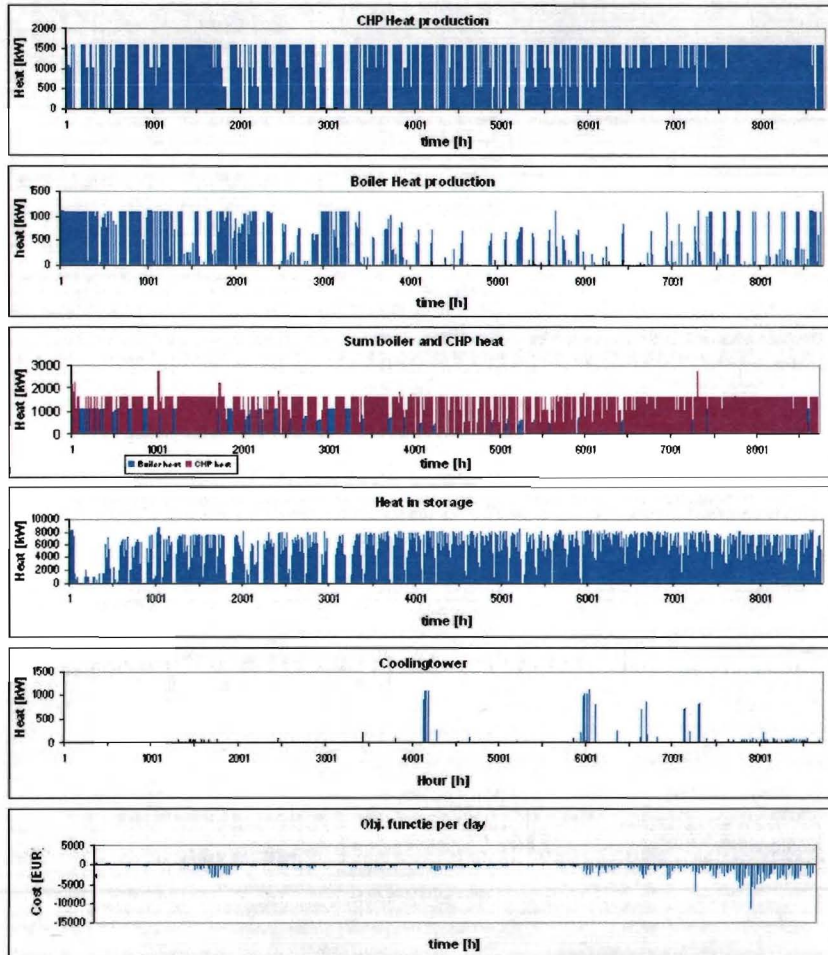 CHP Heat production
Heat [kW]
2000
1500
1000
500
0
1 1001 2001 3001 4001 5001 6001 7001 8001
time [h]
Boiler Heat production
heat [kW]
1500
1000
500
0
1 1001 2001 3001 4001 5001 6001 7001 8001
time [h]
Sum boiler and CHP heat
Heat [kW]
3000
2000
1000
0
1 1001 2001 3001 4001 5001 6001 7001 8001
Boiler heat CHP heat
time [h]
Heat in storage
Heat [kW]
10000
8000
6000
4000
2000
0
1 1001 2001 3001 4001 5001 6001 7001 8001
time [h]
Coolingtower
Heat [kW]
1500
1000
500
0
1 1001 2001 3001 4001 5001 6001 7001 8001
Hour [h]
Obj. functie per day
Cost [EUR]
5000
0
-5000
-10000
-15000
time [h]